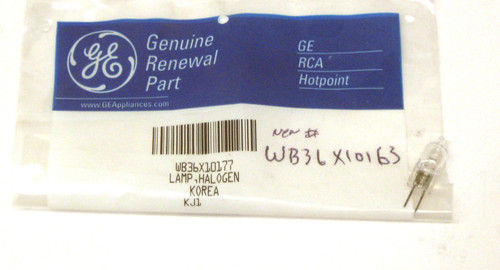 GE
Genuine
Renewal
Part
www.GEAppliances.com
GE
RCA
Hotpoint
WB36X10177
LAMP,HALOGEN
KOREA
KJ1
New #
WB36X10163